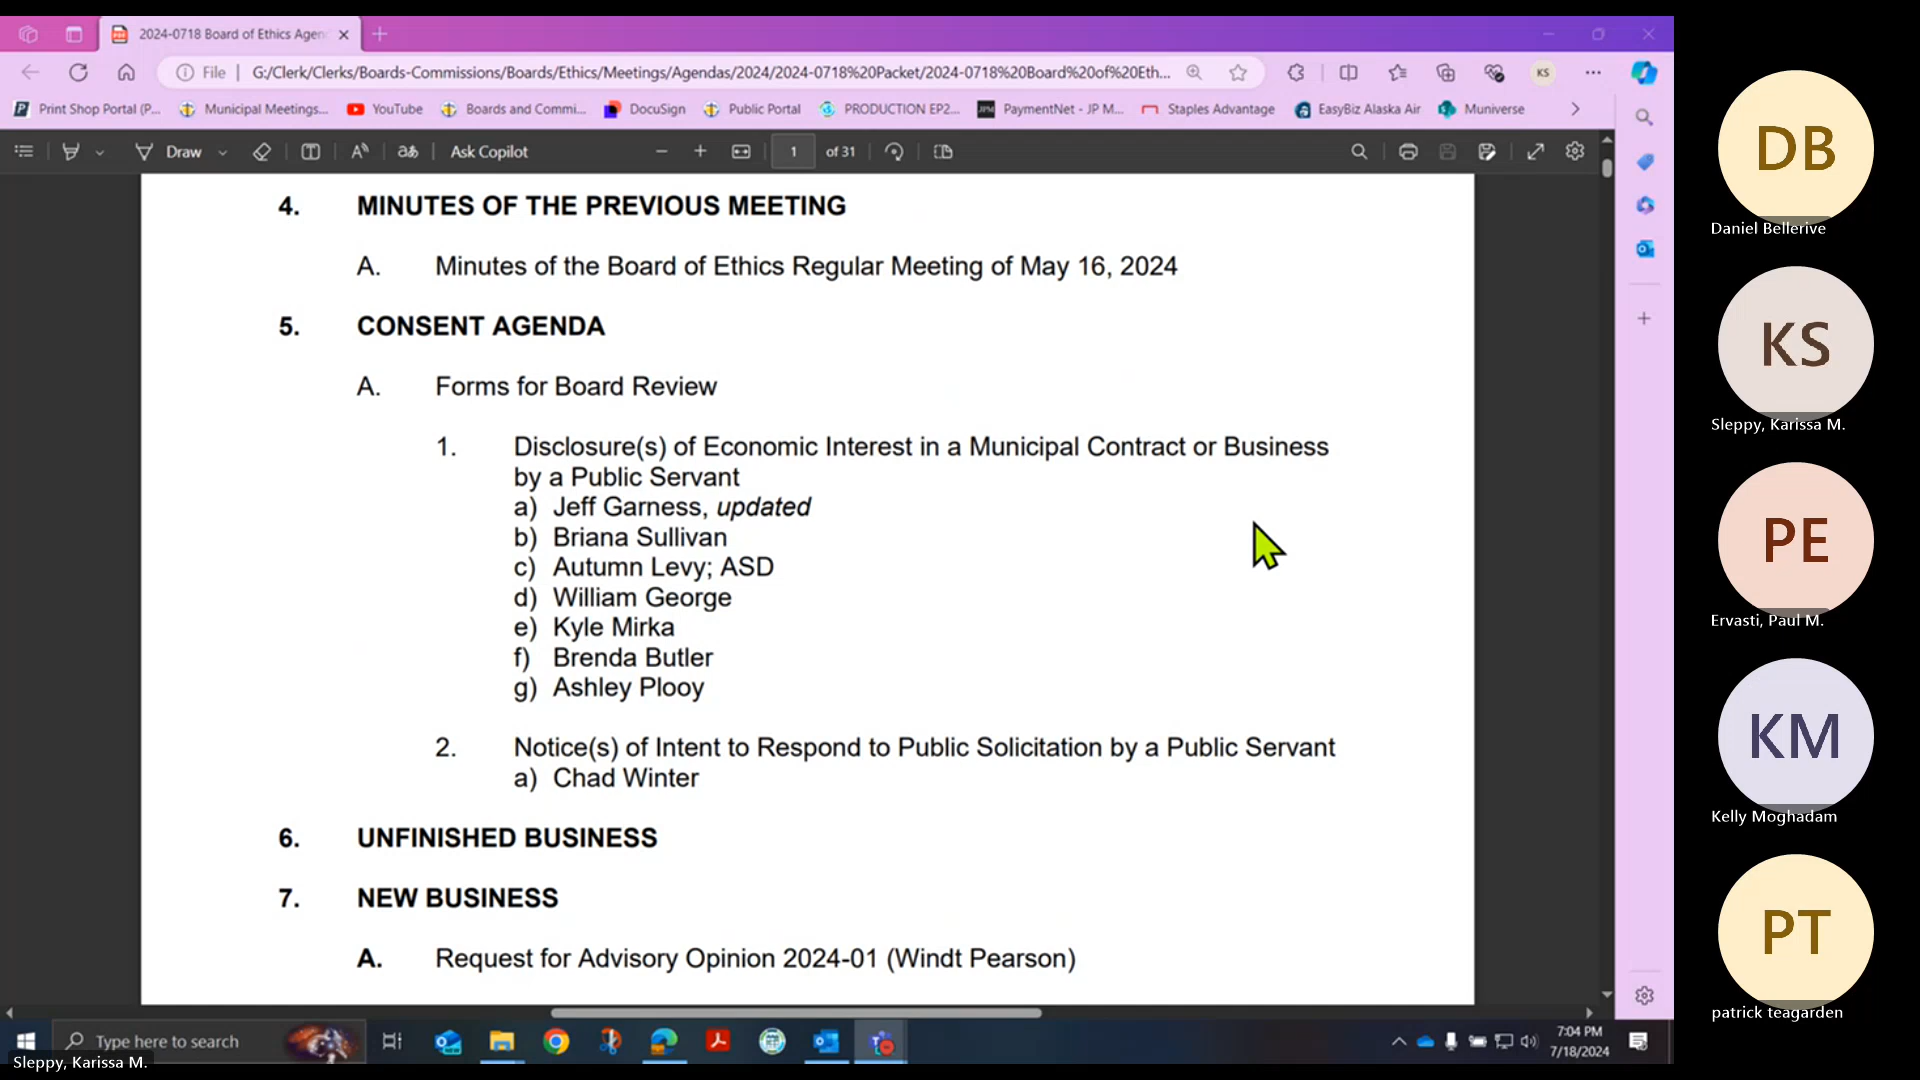 2024-0718 Board of Ethics Agen
File
G:/Clerk/Clerks/Boards-Commissions/Boards/Ethics/Meetings/Agendas/2024/2024-0718%20Packet/2024-0718%20Board%20of%20Eth...
KS
Print Shop Portal (P...
Municipal Meetings...
YouTube
Boards and Commi...
DocuSign
Public Portal
PRODUCTION EP2...
PaymentNet - JP M...
Staples Advantage
EasyBiz Alaska Air
Muniverse
Draw
Ask Copilot
1 of 31
4. MINUTES OF THE PREVIOUS MEETING
A. Minutes of the Board of Ethics Regular Meeting of May 16, 2024
5. CONSENT AGENDA
A. Forms for Board Review
1. Disclosure(s) of Economic Interest in a Municipal Contract or Business
by a Public Servant
a) Jeff Garness, updated
b) Briana Sullivan
c) Autumn Levy; ASD
d) William George
e) Kyle Mirka
f) Brenda Butler
g) Ashley Plooy
2. Notice(s) of Intent to Respond to Public Solicitation by a Public Servant
a) Chad Winter
6. UNFINISHED BUSINESS
7. NEW BUSINESS
A. Request for Advisory Opinion 2024-01 (Windt Pearson)
Type here to search
7:04 PM
7/18/2024
Sleppy, Karissa M.
DB
Daniel Bellerive
KS
Sleppy, Karissa M.
PE
Ervasti, Paul M.
KM
Kelly Moghadam
PT
patrick teagarden